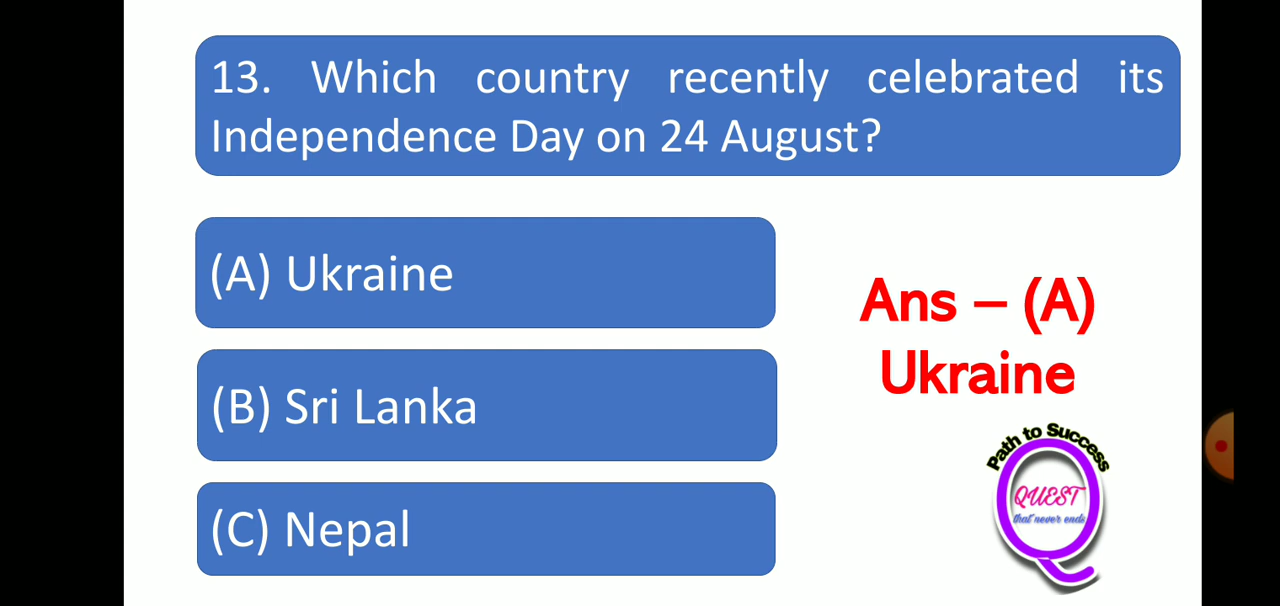 13. Which country recently celebrated its
Independence Day on 24 August?
(A) Ukraine
Ans – (A)
Ukraine
(B) Sri Lanka
(C) Nepal
Path to Success
QUEST
that never ends